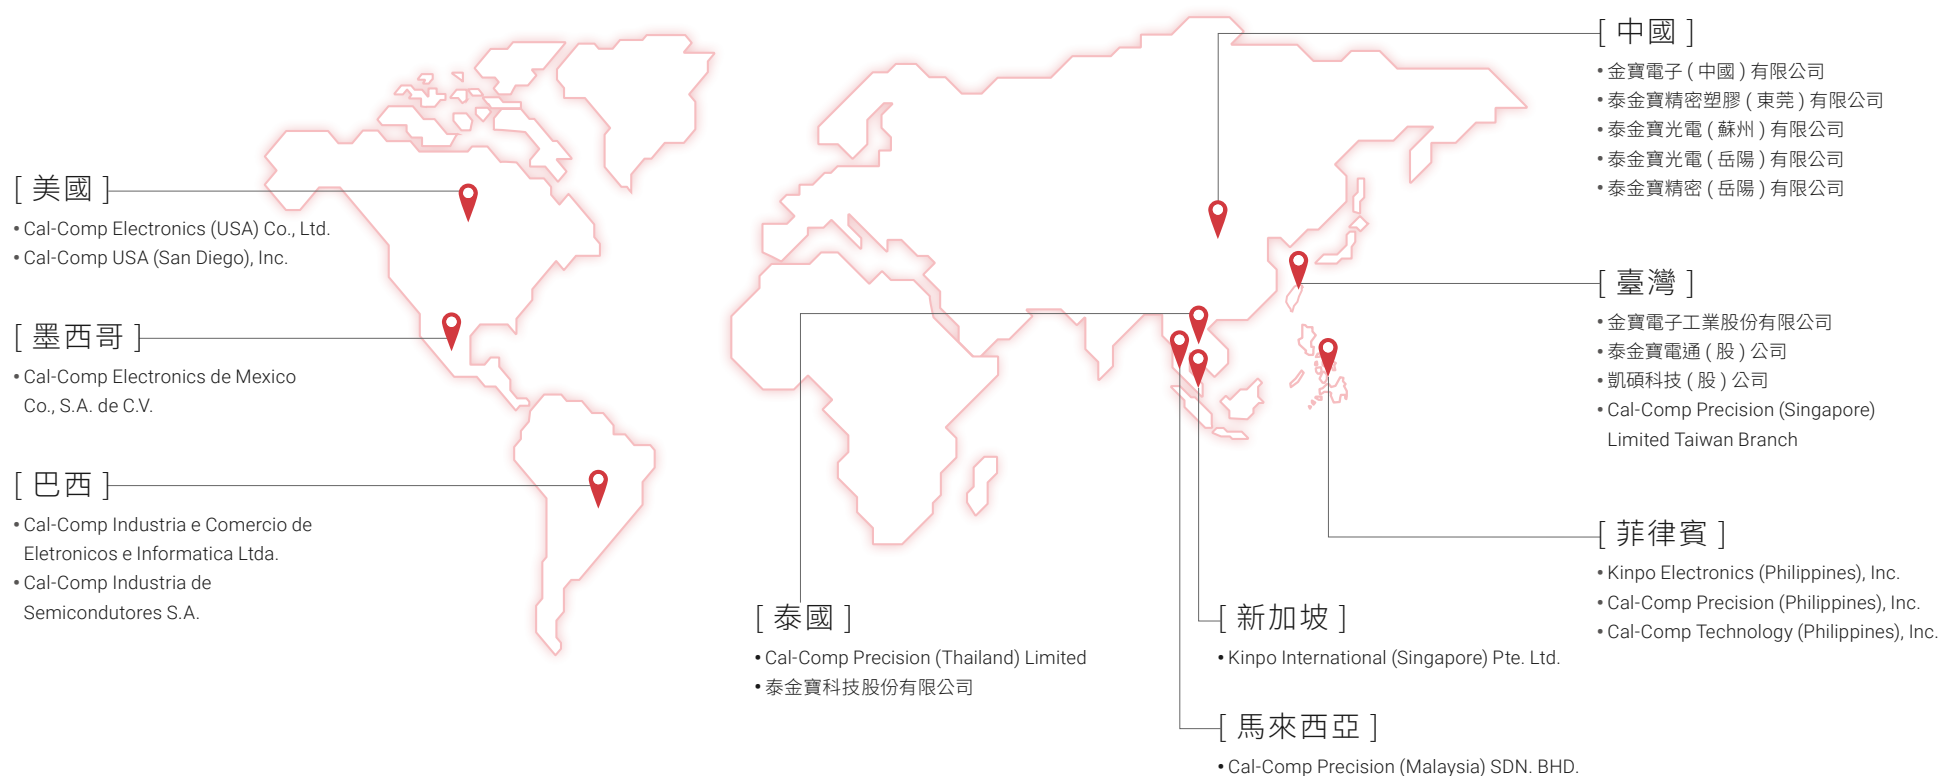 [ 美國 ]
• Cal-Comp Electronics (USA) Co., Ltd.
• Cal-Comp USA (San Diego), Inc.
[ 墨西哥 ]
• Cal-Comp Electronics de Mexico
Co., S.A. de C.V.
[ 巴西 ]
• Cal-Comp Industria e Comercio de
Eletronicos e Informatica Ltda.
• Cal-Comp Industria de
Semicondutores S.A.
[ 泰國 ]
• Cal-Comp Precision (Thailand) Limited
• 泰金寶科技股份有限公司
[ 新加坡 ]
• Kinpo International (Singapore) Pte. Ltd.
[ 馬來西亞 ]
• Cal-Comp Precision (Malaysia) SDN. BHD.
[ 中國 ]
• 金寶電子 ( 中國 ) 有限公司
• 泰金寶精密塑膠 ( 東莞 ) 有限公司
• 泰金寶光電 ( 蘇州 ) 有限公司
• 泰金寶光電 ( 岳陽 ) 有限公司
• 泰金寶精密 ( 岳陽 ) 有限公司
[ 臺灣 ]
• 金寶電子工業股份有限公司
• 泰金寶電通 ( 股 ) 公司
• 凱碩科技 ( 股 ) 公司
• Cal-Comp Precision (Singapore)
Limited Taiwan Branch
[ 菲律賓 ]
• Kinpo Electronics (Philippines), Inc.
• Cal-Comp Precision (Philippines), Inc.
• Cal-Comp Technology (Philippines), Inc.